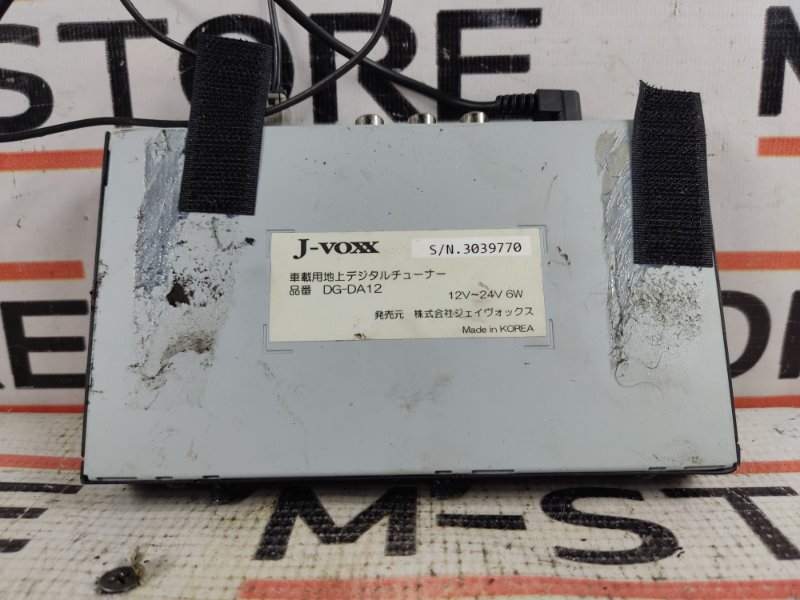 STORE
J-VOXX S/N.3039770
車載用地上デジタルチューナー
品番 DG-DA12 12V~24V 6W
発売元 株式会社ジェイヴォックス
Made in KOREA
M-ST